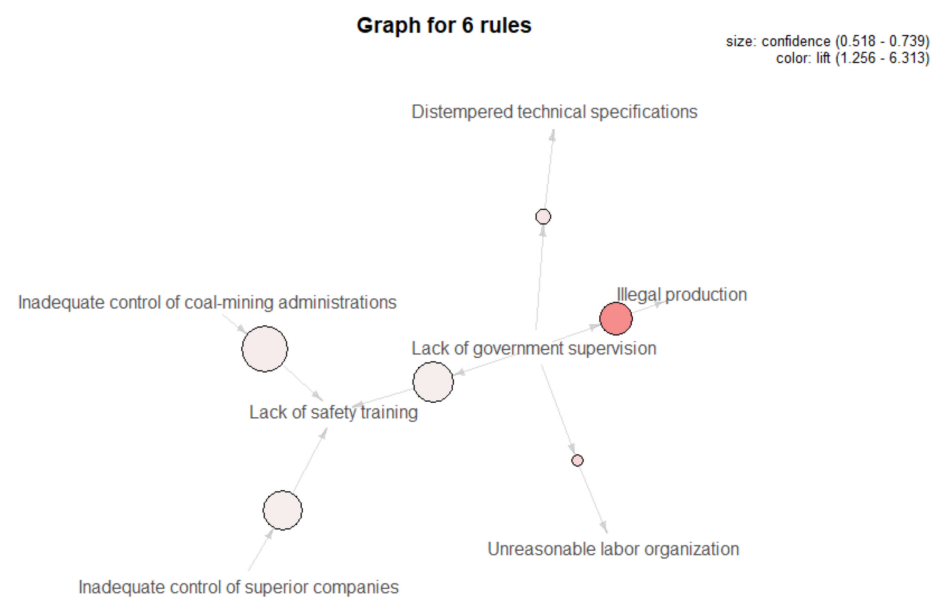 Graph for 6 rules
size: confidence (0.518 - 0.739)
color: lift (1.256 - 6.313)
Distempered technical specifications
Inadequate control of coal-mining administrations
Illegal production
Lack of government supervision
Lack of safety training
Unreasonable labor organization
Inadequate control of superior companies